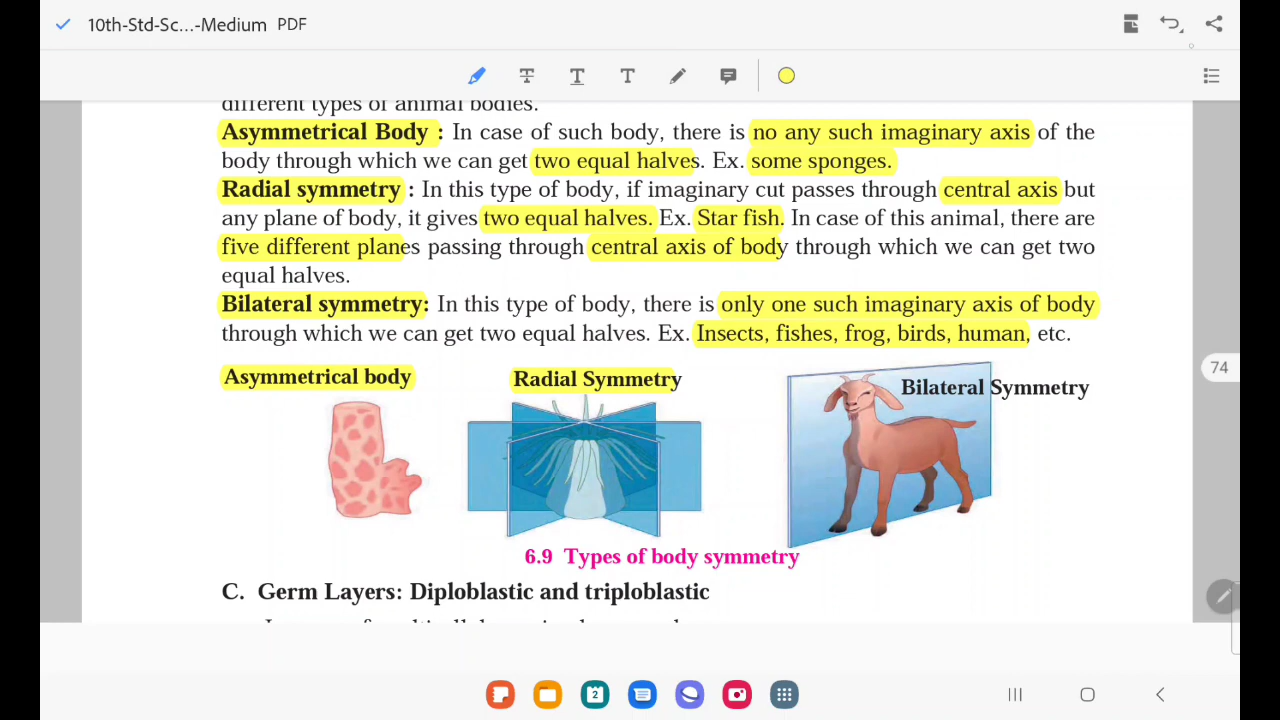 10th-Std-Sc...-Medium PDF
different types of animal bodies.
Asymmetrical Body : In case of such body, there is no any such imaginary axis of the
body through which we can get two equal halves. Ex. some sponges.
Radial symmetry : In this type of body, if imaginary cut passes through central axis but
any plane of body, it gives two equal halves. Ex. Star fish. In case of this animal, there are
five different planes passing through central axis of body through which we can get two
equal halves.
Bilateral symmetry: In this type of body, there is only one such imaginary axis of body
through which we can get two equal halves. Ex. Insects, fishes, frog, birds, human, etc.
74
Asymmetrical body
Radial Symmetry
Bilateral Symmetry
6.9 Types of body symmetry
C. Germ Layers: Diploblastic and triploblastic
2